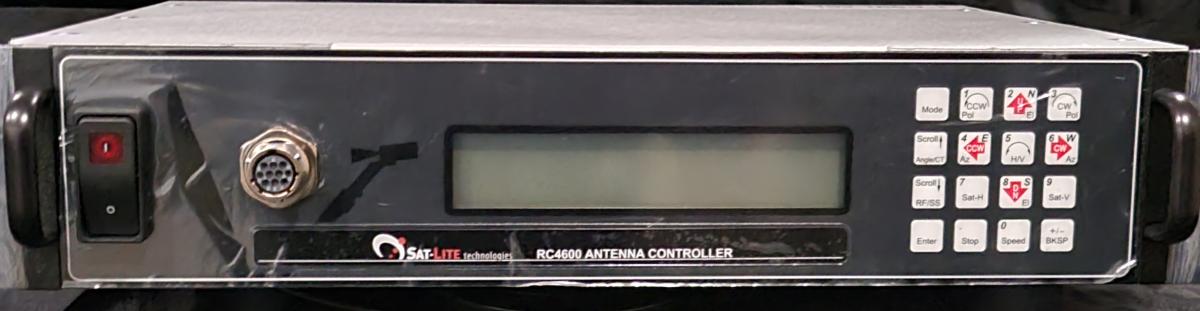 I
O
SAT-LITE technologies
RC4600 ANTENNA CONTROLLER
Mode
1 CCW Pol
2 N UP El
3 CW Pol
Scroll Angle/CT
4 E CCW Az
5 H/V
6 W CW Az
Scroll RF/SS
7 Sat-H
8 S DN El
9 Sat-V
Enter
. Stop
0 Speed
+/- BKSP